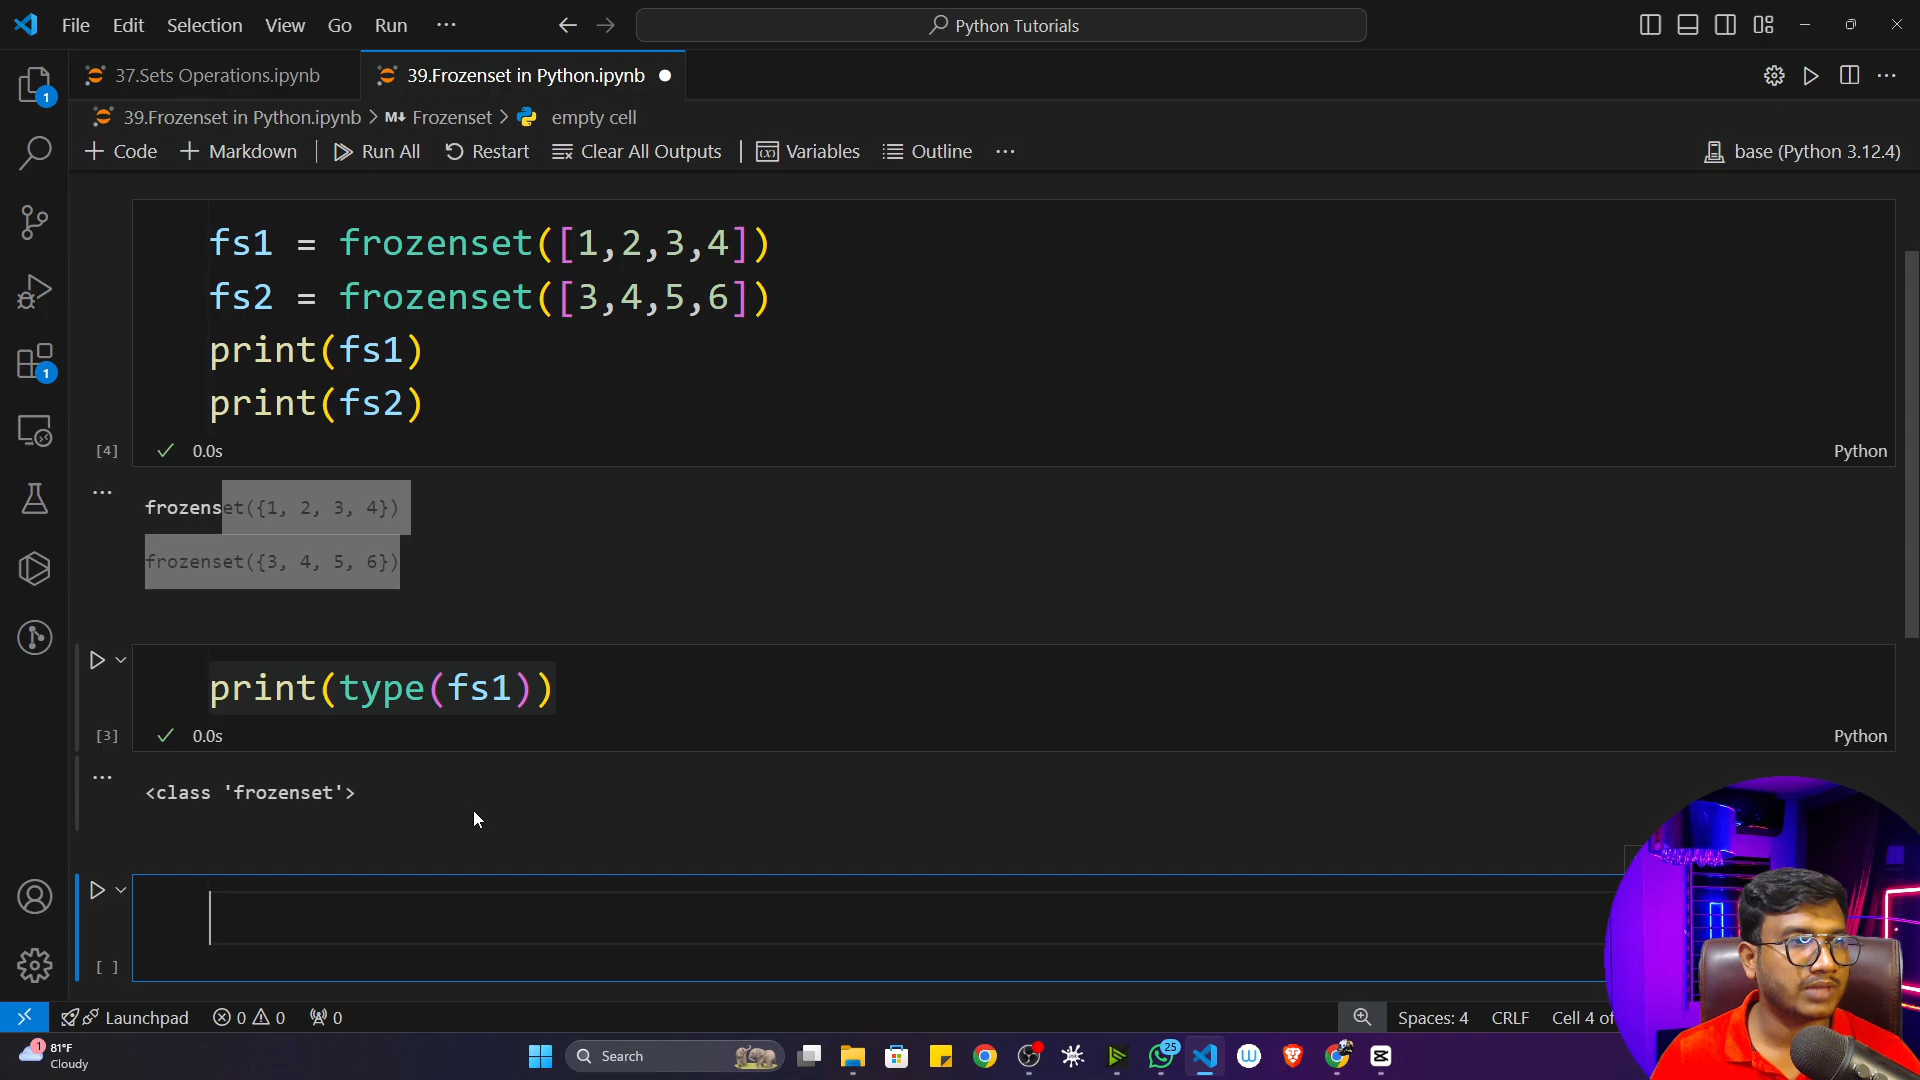 File Edit Selection View Go Run ...
Python Tutorials
37.Sets Operations.ipynb
39.Frozenset in Python.ipynb
39.Frozenset in Python.ipynb > M↓ Frozenset > empty cell
+ Code + Markdown Run All Restart Clear All Outputs Variables Outline ...
base (Python 3.12.4)
fs1 = frozenset([1,2,3,4])
fs2 = frozenset([3,4,5,6])
print(fs1)
print(fs2)
[4] 0.0s Python
frozenset({1, 2, 3, 4})
frozenset({3, 4, 5, 6})
print(type(fs1))
[3] 0.0s Python
<class 'frozenset'>
[ ]
1
1
Launchpad 0 0 0
Spaces: 4 CRLF Cell 4 of
1
81°F
Cloudy
Search
25